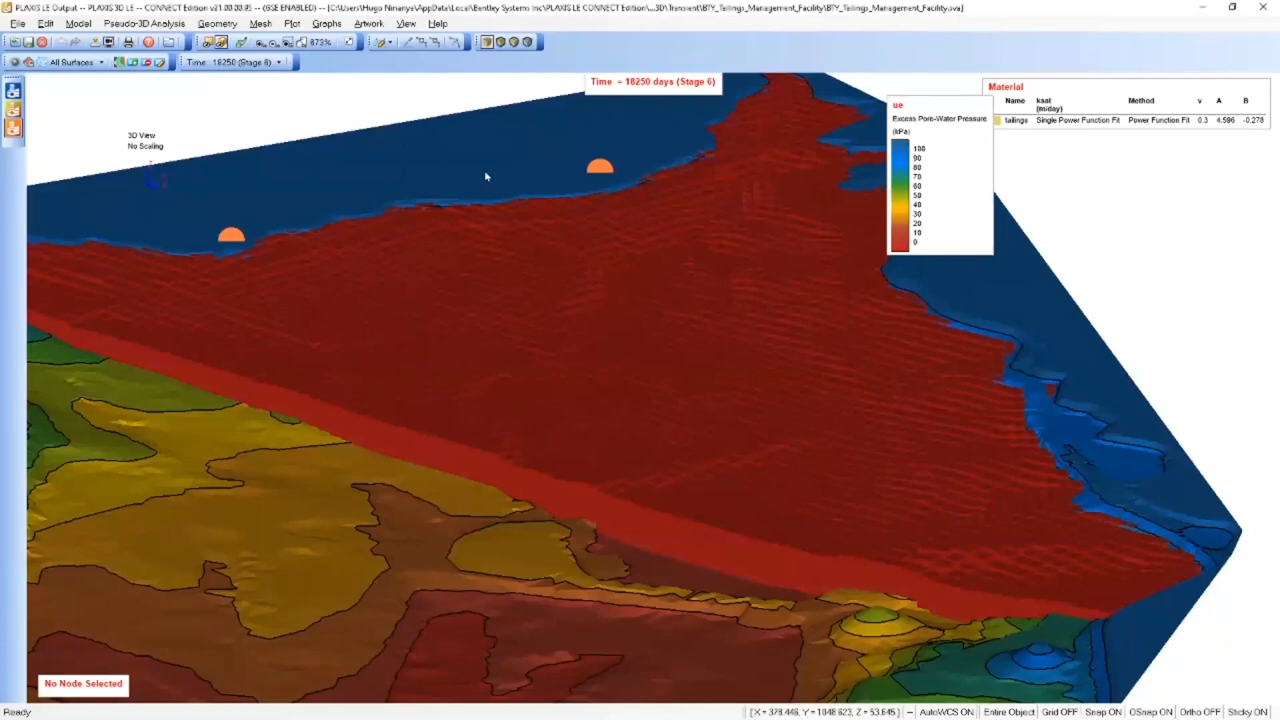 PLAXIS LE Output -- PLAXIS 3D LE -- CONNECT Edition v21.00.00.95 -- (GSE ENABLED) -- [C:\Users\Hugo Ninanya\AppData\Local\Bentley Systems Inc\PLAXIS LE CONNECT Edition\...3D\Transient\BTY_Tailings_Management_Facility\BTY_Tailings_Management_Facility.sva]
File Edit Model Pseudo-3D Analysis Geometry Mesh Plot Graphs Artwork View Help
673%
All Surfaces Time: 18250 (Stage 6)
Time = 18250 days (Stage 6)
Material
Name ksat (m/day) Method v A B
tailings Single Power Function Fit Power Function Fit 0.3 4.596 -0.278
ue
Excess Pore-Water Pressure
(kPa)
100
90
80
70
60
50
40
30
20
10
0
3D View
No Scaling
No Node Selected
Ready [X = 378.446, Y = 1048.623, Z = 53.645] AutoWCS ON Entire Object Grid OFF Snap ON OSnap ON Ortho OFF Sticky ON